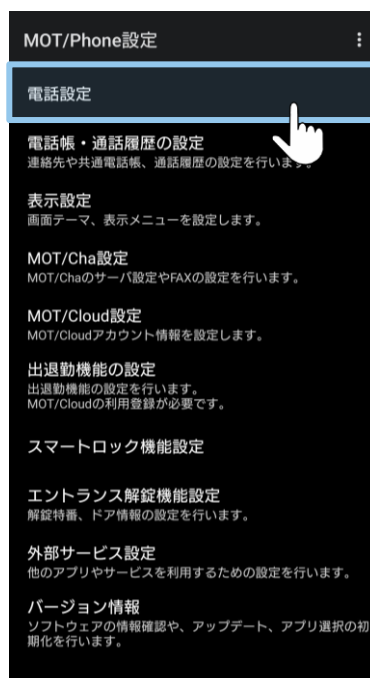 MOT/Phone設定
電話設定
電話帳・通話履歴の設定
連絡先や共通電話帳、通話履歴の設定を行います。
表示設定
画面テーマ、表示メニューを設定します。
MOT/Cha設定
MOT/Chaのサーバ設定やFAXの設定を行います。
MOT/Cloud設定
MOT/Cloudアカウント情報を設定します。
出退勤機能の設定
出退勤機能の設定を行います。
MOT/Cloudの利用登録が必要です。
スマートロック機能設定
エントランス解錠機能設定
解錠特番、ドア情報の設定を行います。
外部サービス設定
他のアプリやサービスを利用するための設定を行います。
バージョン情報
ソフトウェアの情報確認や、アップデート、アプリ選択の初
期化を行います。